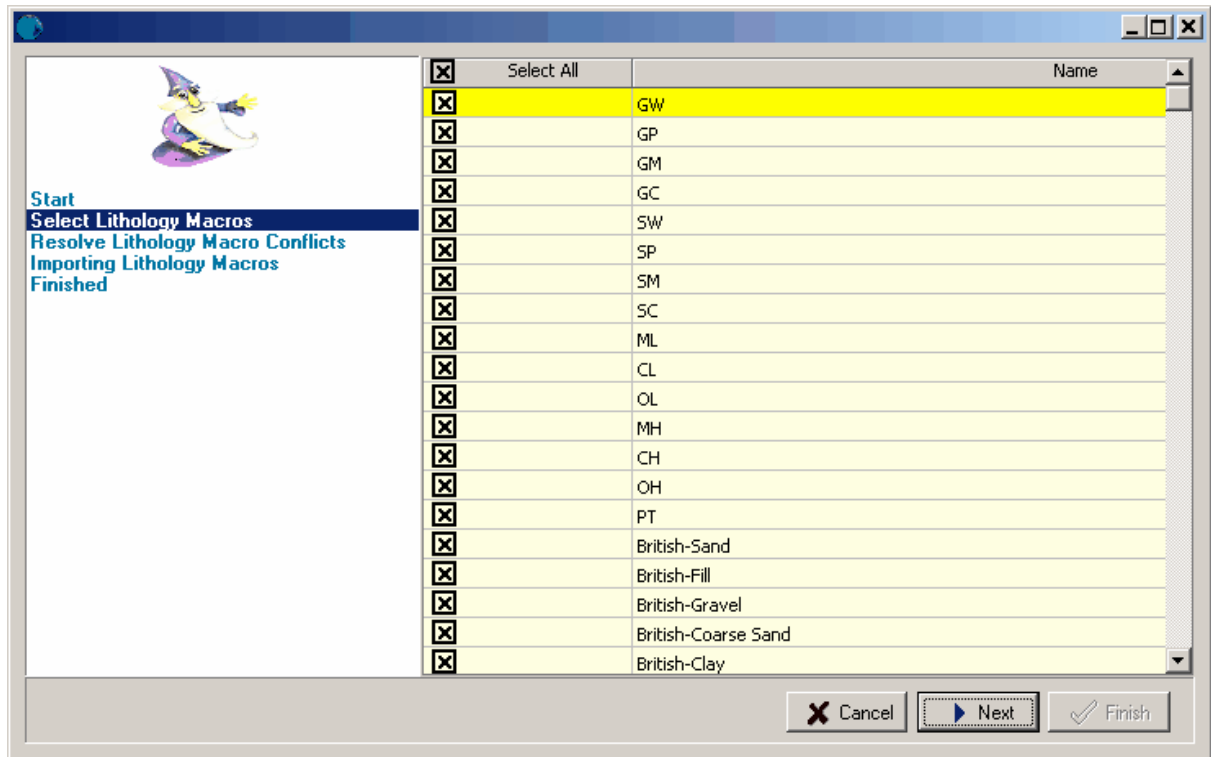 Select All Name
Start
Select Lithology Macros
Resolve Lithology Macro Conflicts
Importing Lithology Macros
Finished
GW
GP
GM
GC
SW
SP
SM
SC
ML
CL
OL
MH
CH
OH
PT
British-Sand
British-Fill
British-Gravel
British-Coarse Sand
British-Clay
Cancel Next Finish